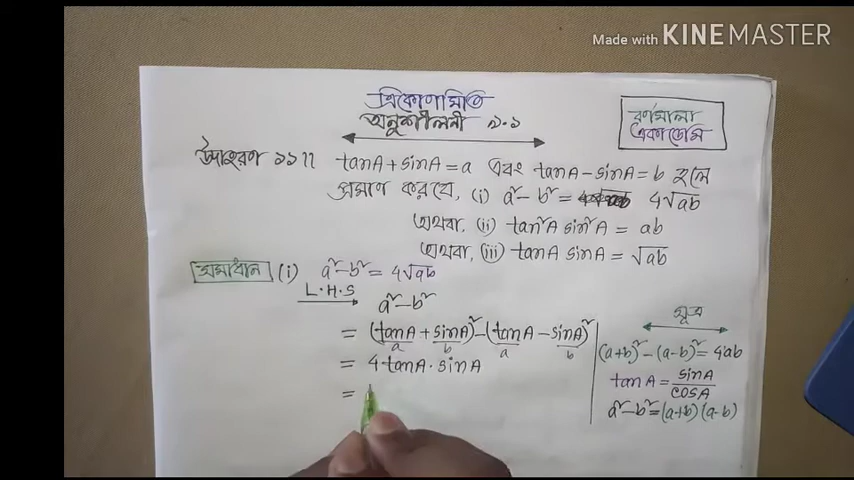 Made with KINEMASTER
ত্রিকোণমিতি
অনুশীলনী ৯.১
বর্ণমালা
একাডেমি
উদাহরণ ১১।। tanA + sinA = a এবং tanA - sinA = b হলে
প্রমাণ করযে, (i) a² - b² = 4√ab
অথবা, (ii) tan²A sin²A = ab
অথবা, (iii) tanA sinA = √ab
সমাধান (i) a² - b² = 4√ab
L.H.S a² - b²
= (tanA + sinA)² - (tanA - sinA)²
a b a b
= 4 tanA · sinA
=
সূত্র
(a+b)² - (a-b)² = 4ab
tanA = sinA/cosA
a² - b² = (a+b) (a-b)